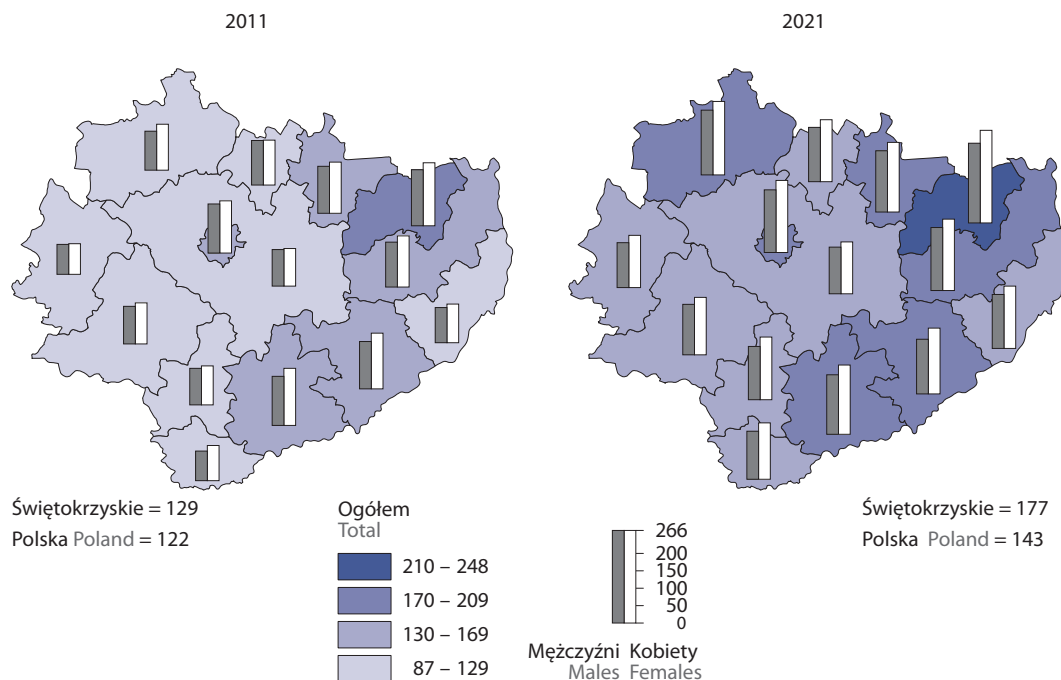 2011
2021
Świętokrzyskie = 129
Polska Poland = 122
Ogółem
Total
210 – 248
170 – 209
130 – 169
87 – 129
266
200
150
100
50
0
Mężczyźni Kobiety
Males Females
Świętokrzyskie = 177
Polska Poland = 143